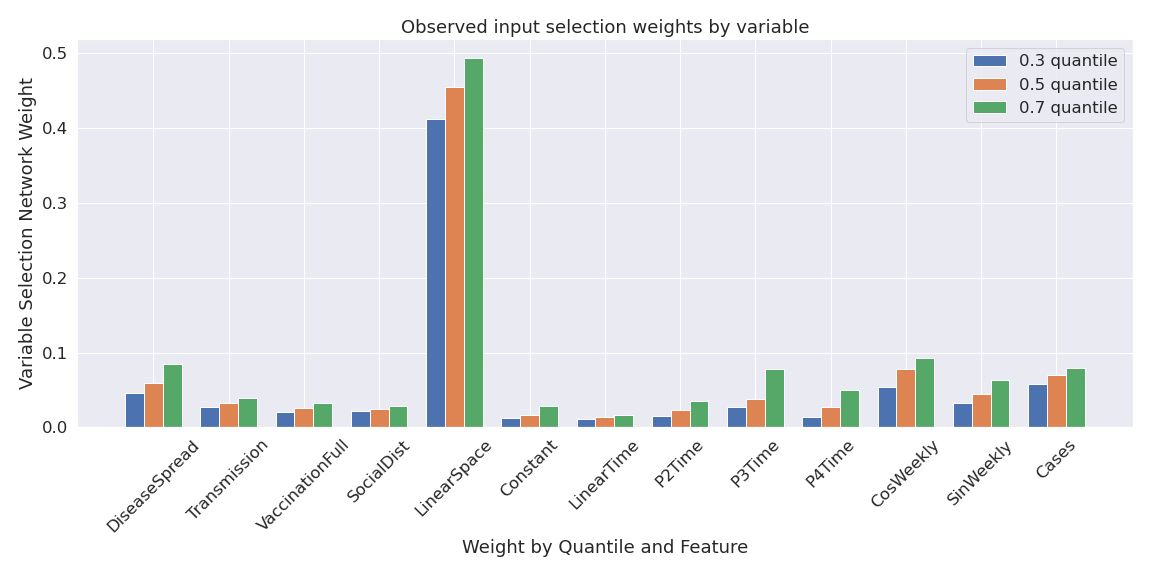 Observed input selection weights by variable
0.3 quantile
0.5 quantile
0.7 quantile
Variable Selection Network Weight
0.5
0.4
0.3
0.2
0.1
0.0
DiseaseSpread
Transmission
VaccinationFull
SocialDist
LinearSpace
Constant
LinearTime
P2Time
P3Time
P4Time
CosWeekly
SinWeekly
Cases
Weight by Quantile and Feature